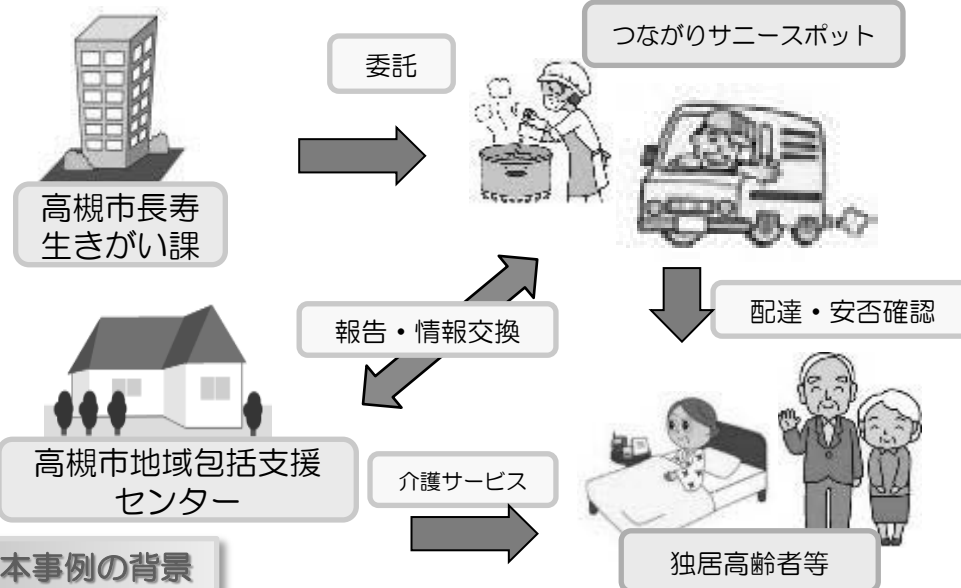 つながりサニースポット
委託
高槻市長寿
生きがい課
配達・安否確認
報告・情報交換
高槻市地域包括支援
センター
介護サービス
独居高齢者等
本事例の背景